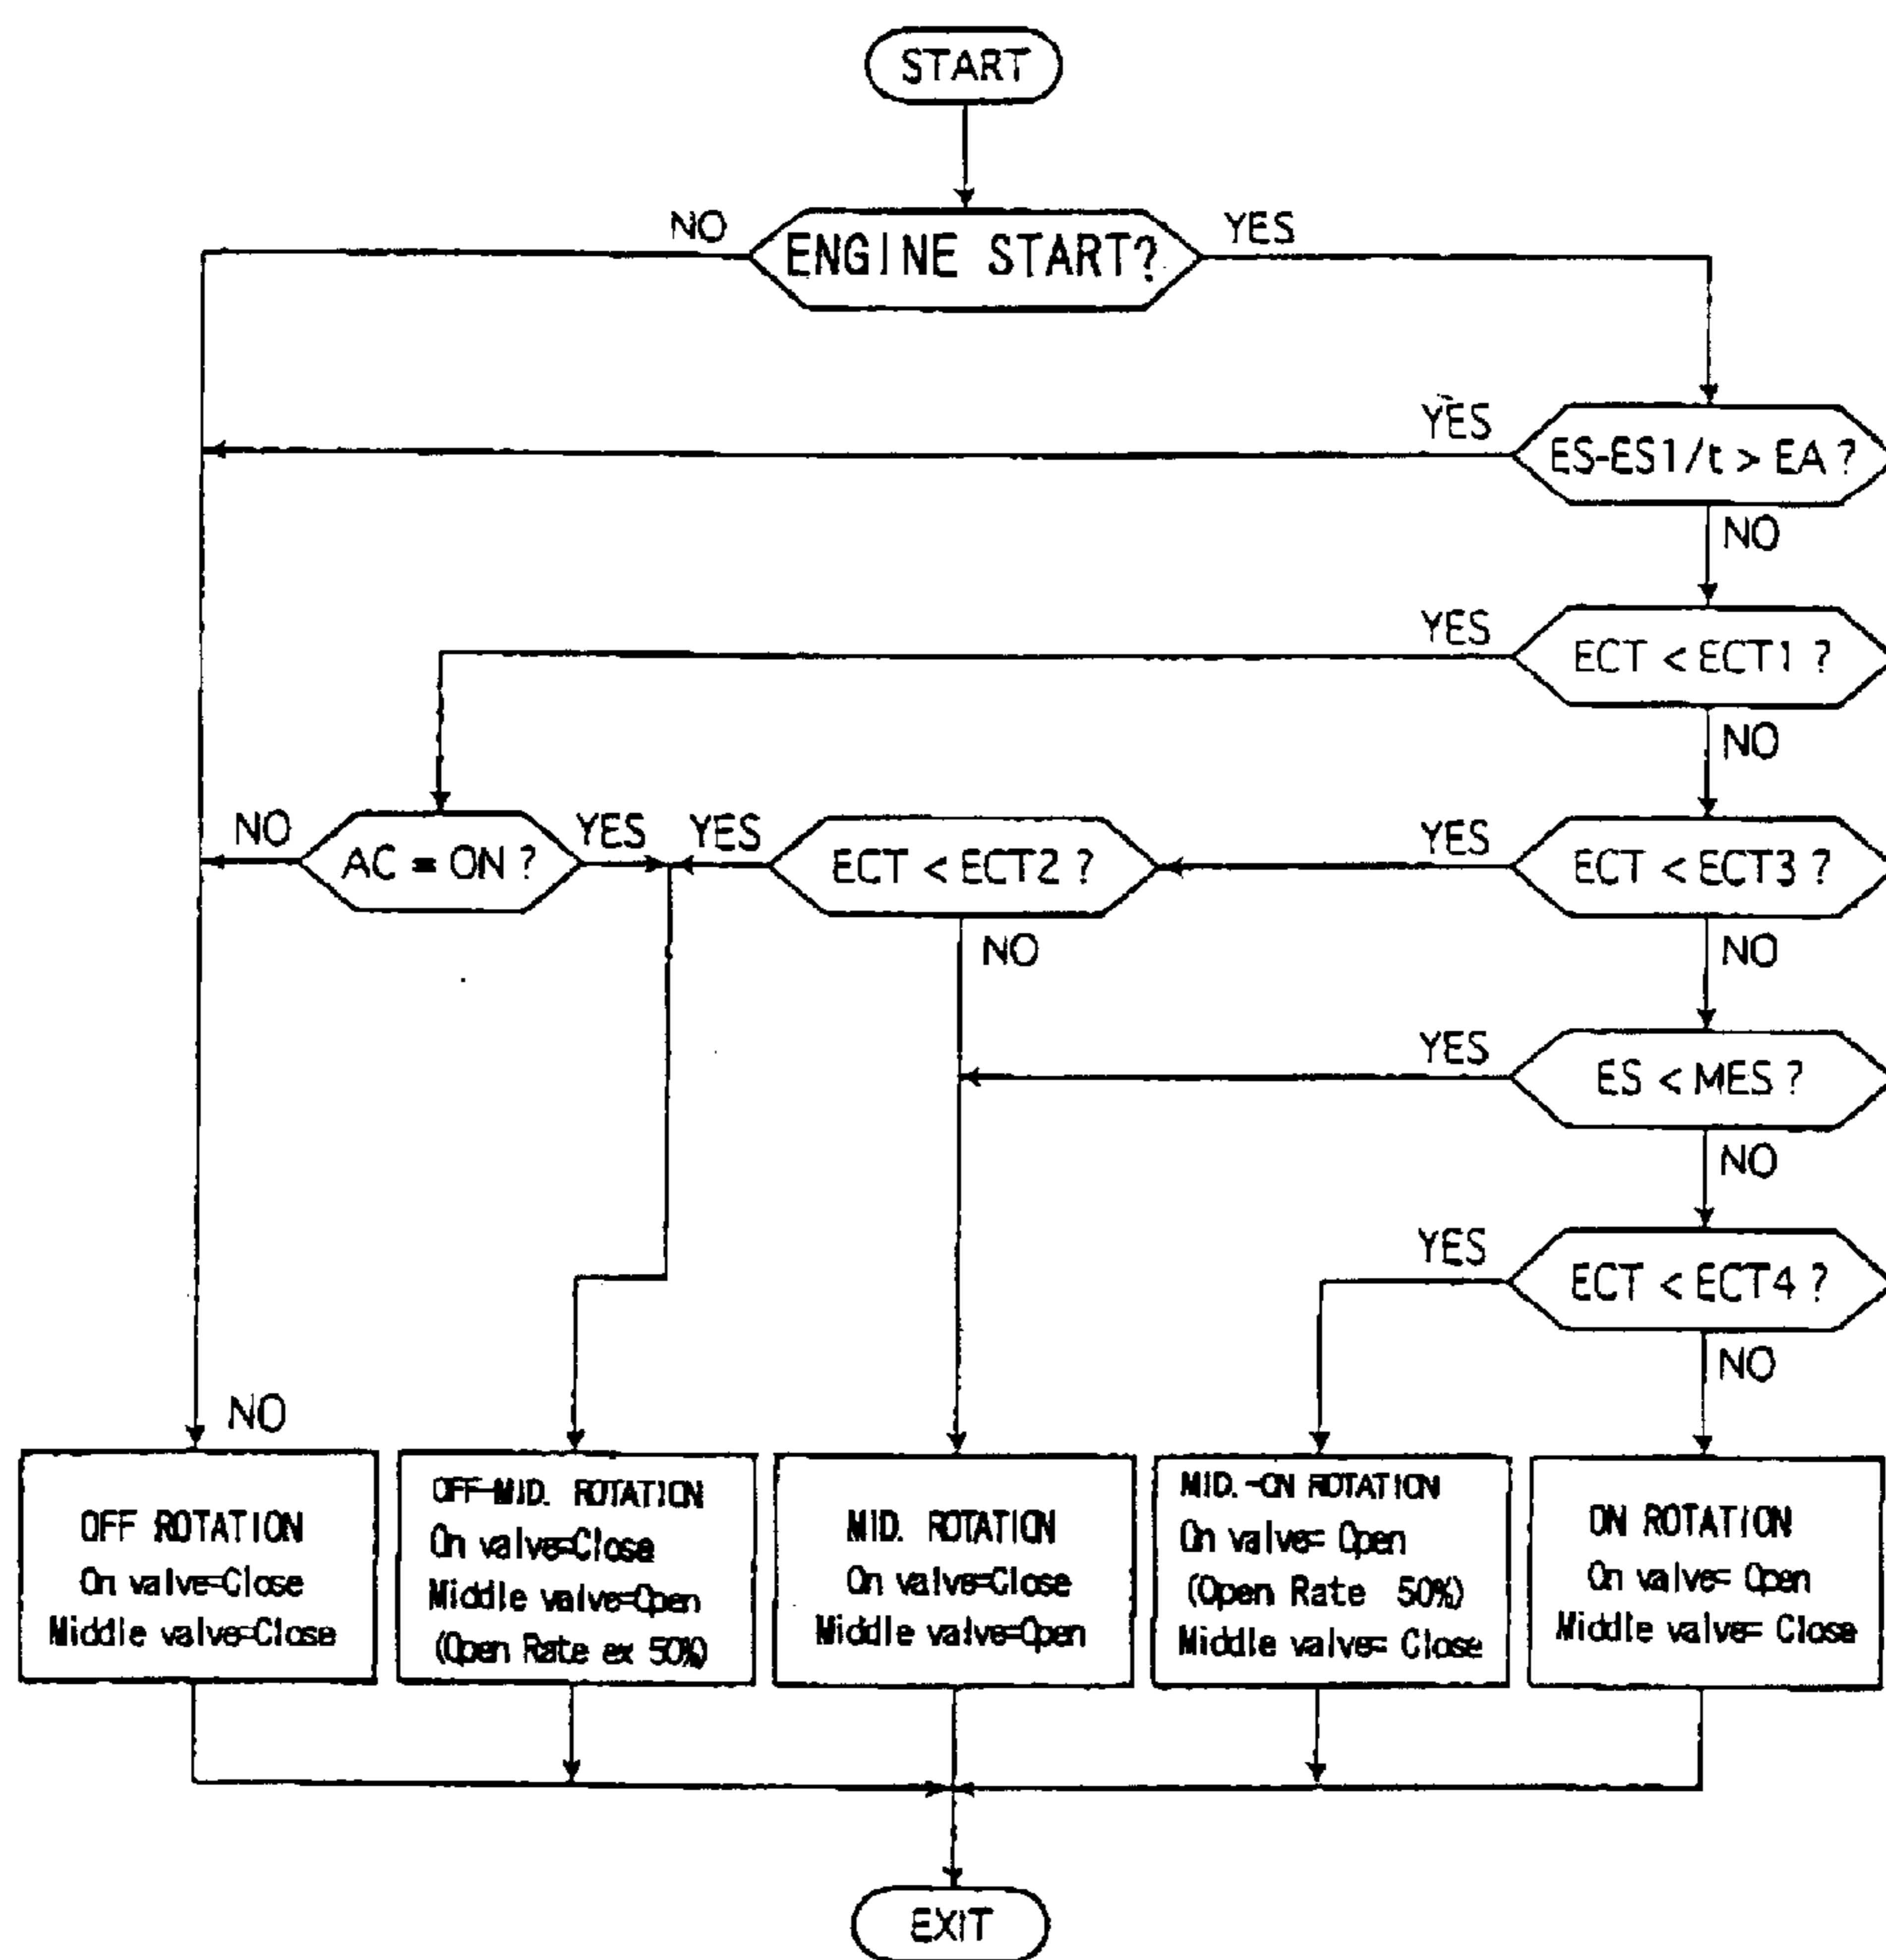 START
NO
YES
ENGINE START?
YES
ES-ES1/t > EA ?
NO
YES
ECT < ECT1 ?
NO
NO
AC = ON ?
YES
YES
ECT < ECT2 ?
YES
ECT < ECT3 ?
NO
NO
YES
ES < MES ?
NO
YES
ECT < ECT4 ?
NO
NO
OFF ROTATION
On valve=Close
Middle valve=Close
OFF-MID. ROTATION
On valve=Close
Middle valve=Open
(Open Rate ex 50%)
MID. ROTATION
On valve=Close
Middle valve=Open
MID.-ON ROTATION
On valve= Open
(Open Rate 50%)
Middle valve= Close
ON ROTATION
On valve= Open
Middle valve= Close
EXIT